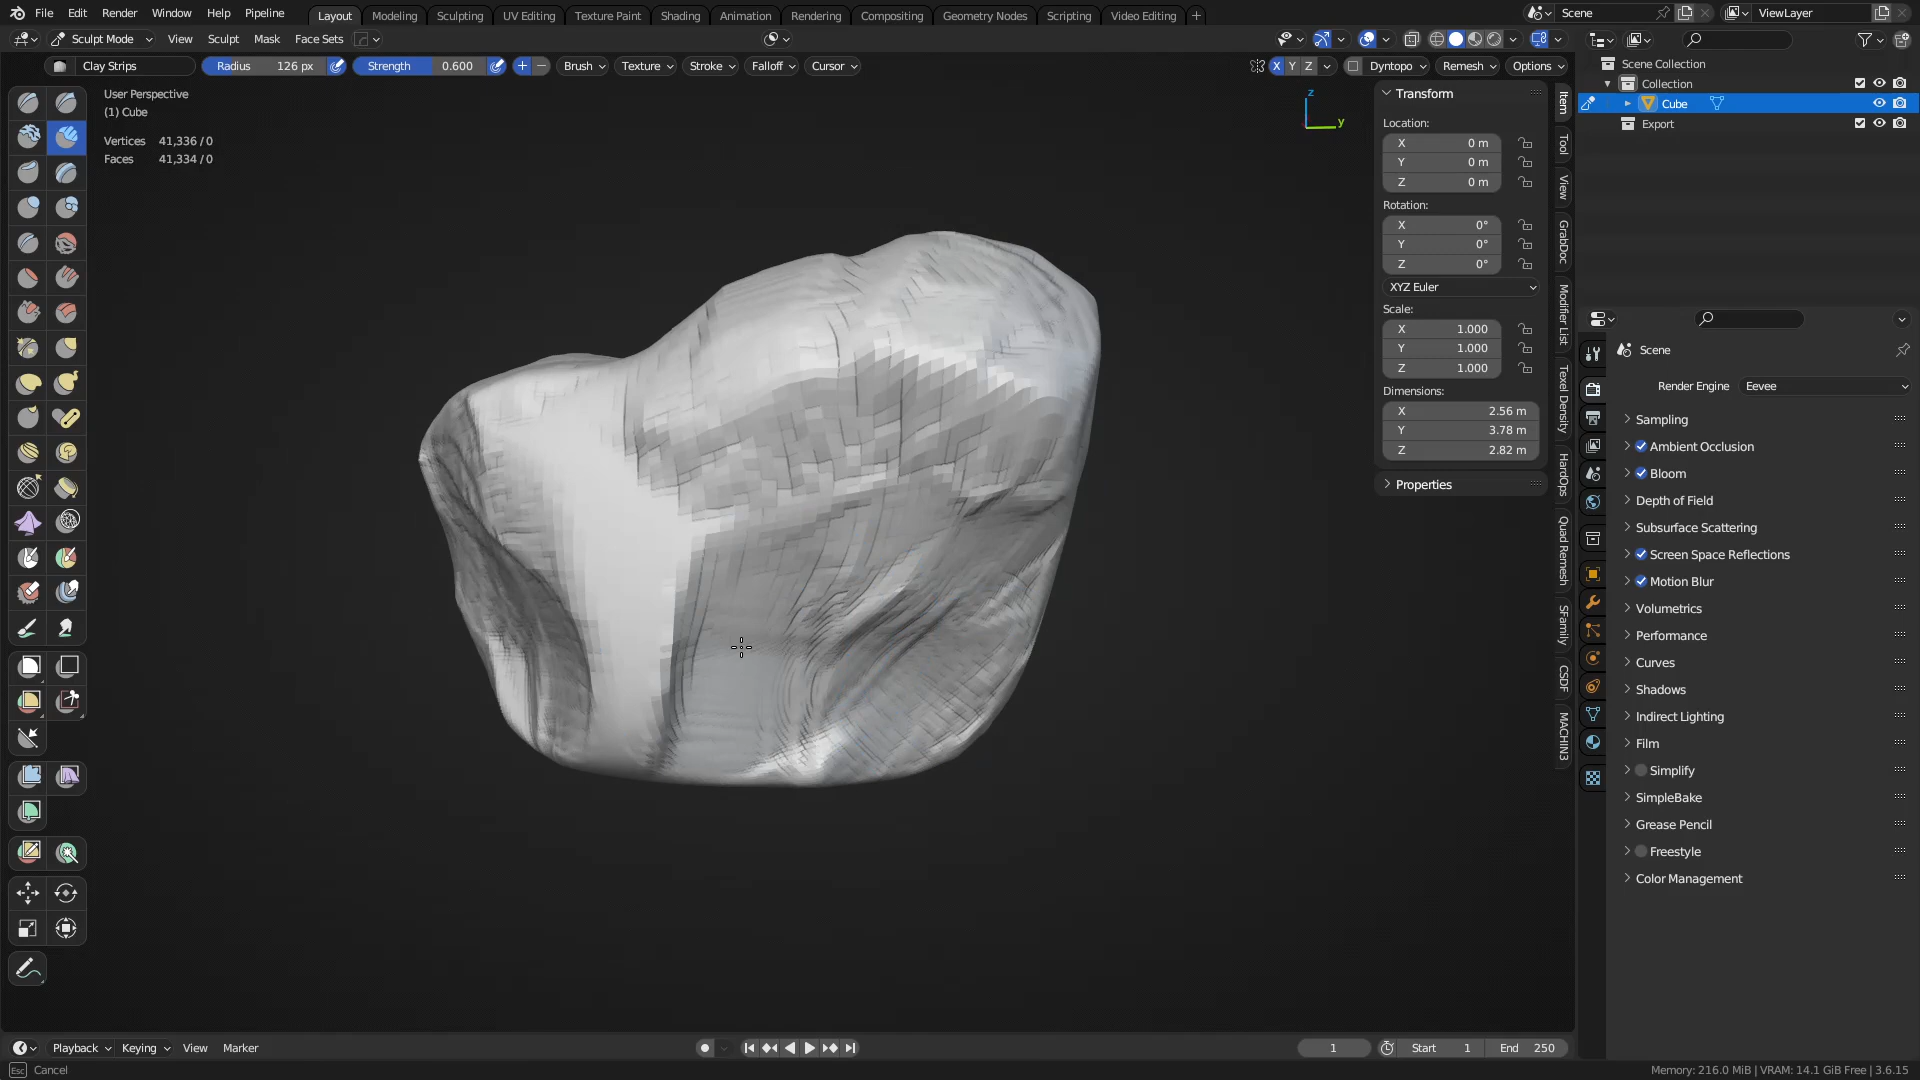 File Edit Render Window Help Pipeline Layout Modeling Sculpting UV Editing Texture Paint Shading Animation Rendering Compositing Geometry Nodes Scripting Video Editing + Scene ViewLayer
Sculpt Mode View Sculpt Mask Face Sets
Clay Strips Radius 126 px Strength 0.600 + − Brush Texture Stroke Falloff Cursor X Y Z Dyntopo Remesh Options
User Perspective
(1) Cube
Vertices 41,336 / 0
Faces 41,334 / 0
z
y
Transform
Location:
X 0 m
Y 0 m
Z 0 m
Rotation:
X 0°
Y 0°
Z 0°
XYZ Euler
Scale:
X 1.000
Y 1.000
Z 1.000
Dimensions:
X 2.56 m
Y 3.78 m
Z 2.82 m
Properties
Item
Tool
View
GrabDoc
Modifier List
Texel Density
HardOps
Quad Remesh
SFamily
CSDF
MACHIN3
Scene Collection
Collection
Cube
Export
Scene
Render Engine Eevee
Sampling
Ambient Occlusion
Bloom
Depth of Field
Subsurface Scattering
Screen Space Reflections
Motion Blur
Volumetrics
Performance
Curves
Shadows
Indirect Lighting
Film
Simplify
SimpleBake
Grease Pencil
Freestyle
Color Management
Playback Keying View Marker 1 Start 1 End 250
Esc Cancel Memory: 216.0 MiB | VRAM: 14.1 GiB Free | 3.6.15